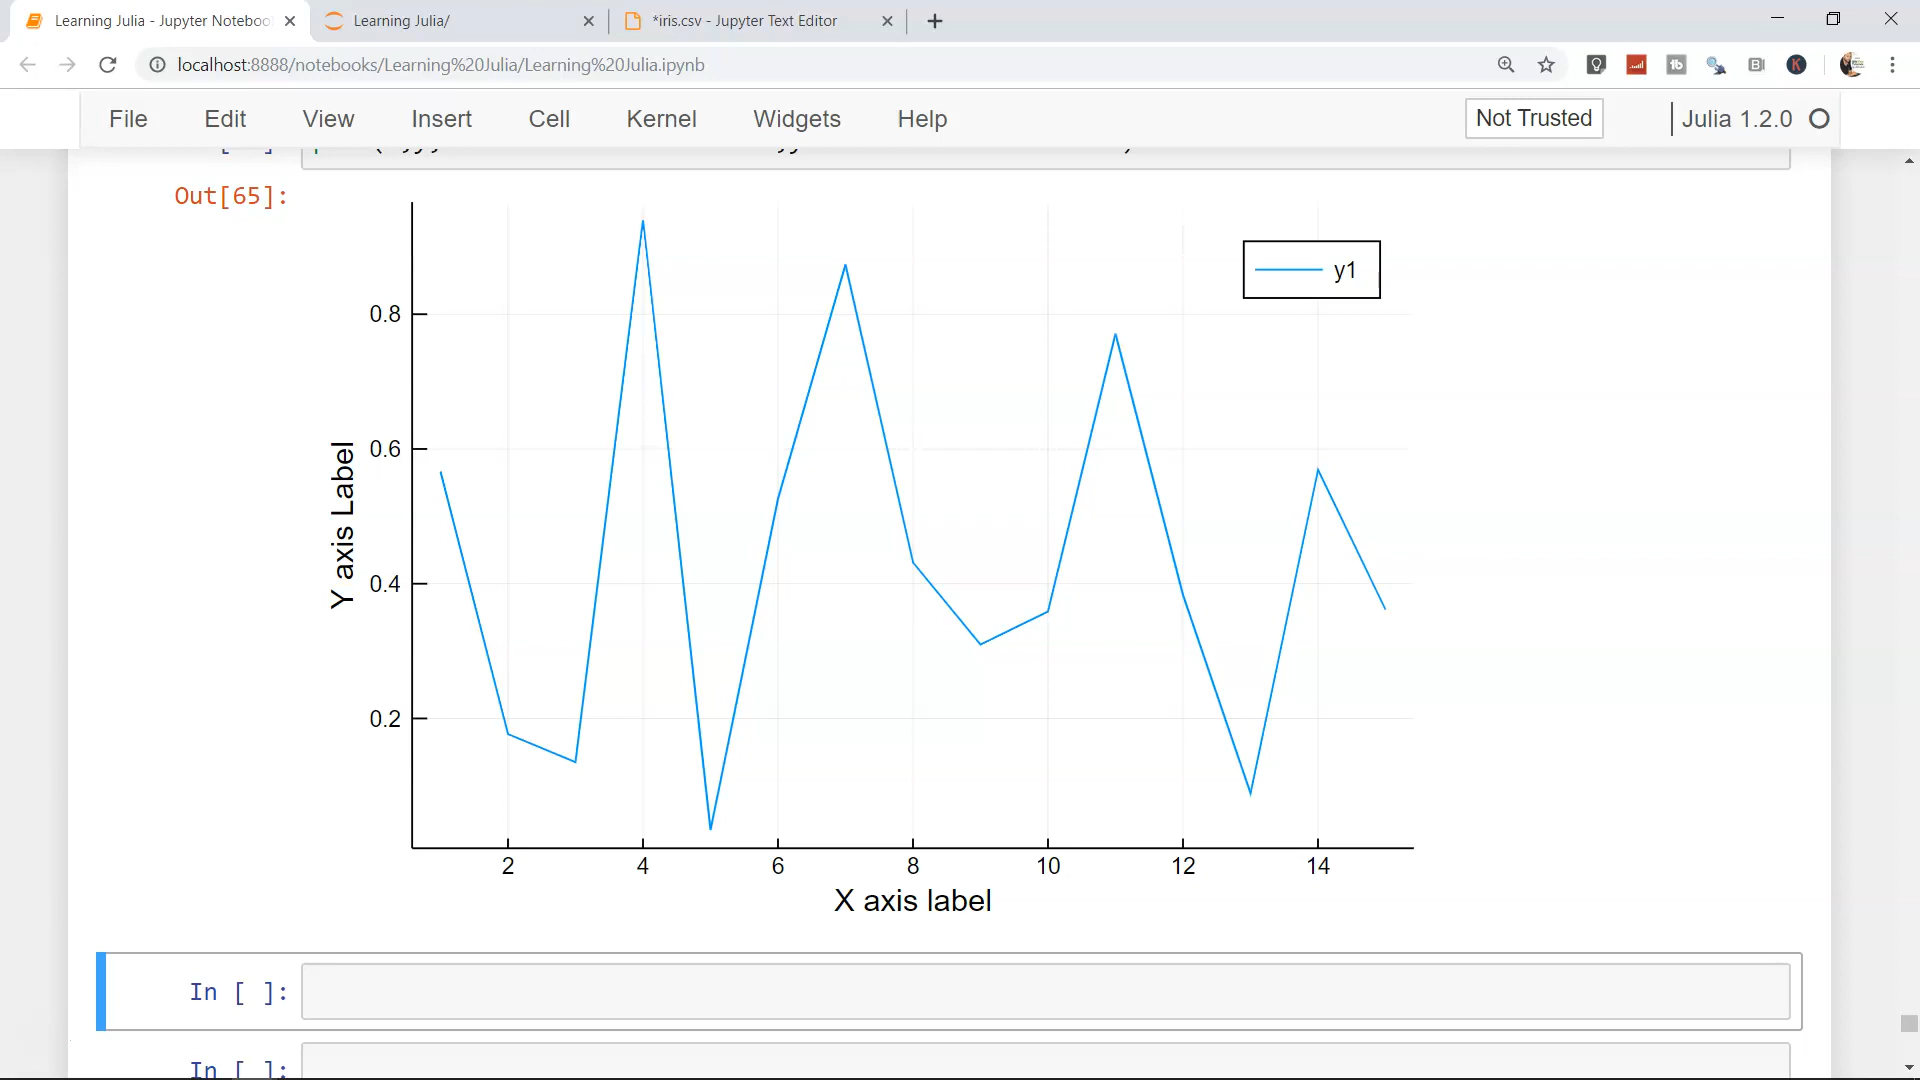 Learning Julia - Jupyter Noteboo
Learning Julia/
*iris.csv - Jupyter Text Editor
localhost:8888/notebooks/Learning%20Julia/Learning%20Julia.ipynb
File Edit View Insert Cell Kernel Widgets Help
Not Trusted
Julia 1.2.0
Out[65]:
y1
0.8
0.6
0.4
0.2
Y axis Label
2 4 6 8 10 12 14
X axis label
In [ ]:
In [ ]: